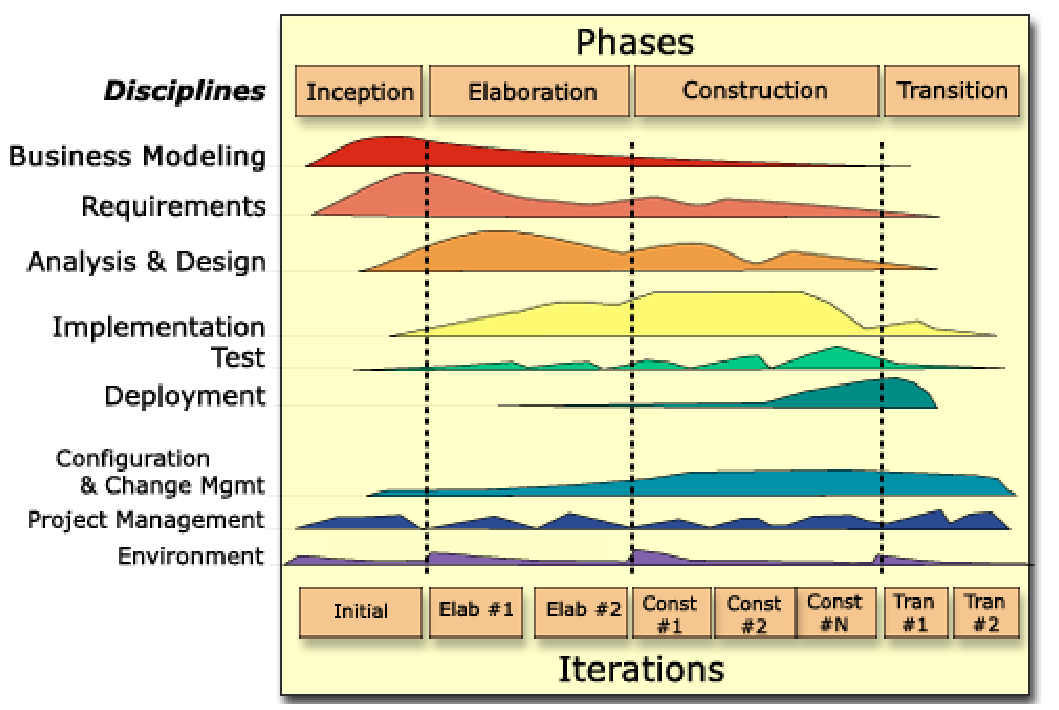 Phases
Disciplines
Inception
Elaboration
Construction
Transition
Business Modeling
Requirements
Analysis & Design
Implementation
Test
Deployment
Configuration
& Change Mgmt
Project Management
Environment
Initial
Elab #1
Elab #2
Const
#1
Const
#2
Const
#N
Tran
#1
Tran
#2
Iterations